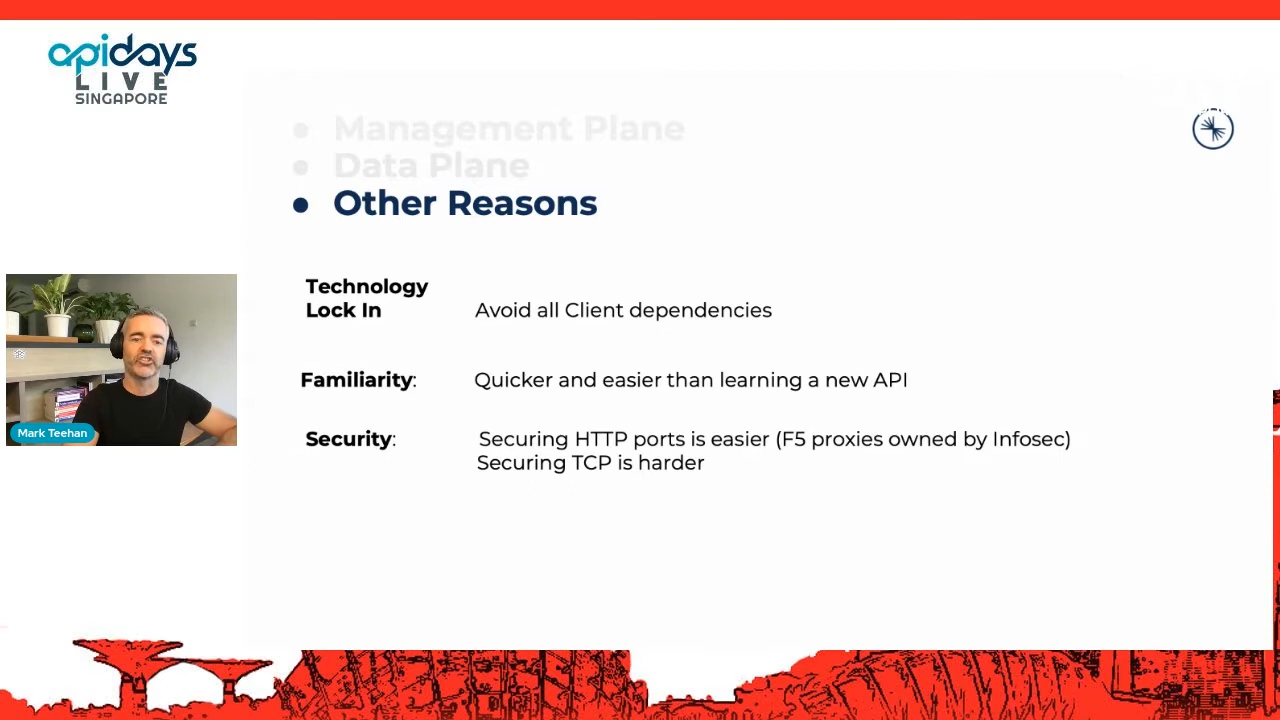 apidays
LIVE
SINGAPORE
● Management Plane
● Data Plane
● Other Reasons
Technology
Lock In
Avoid all Client dependencies
Familiarity:
Quicker and easier than learning a new API
Security:
Securing HTTP ports is easier (F5 proxies owned by Infosec)
Securing TCP is harder
Mark Teehan